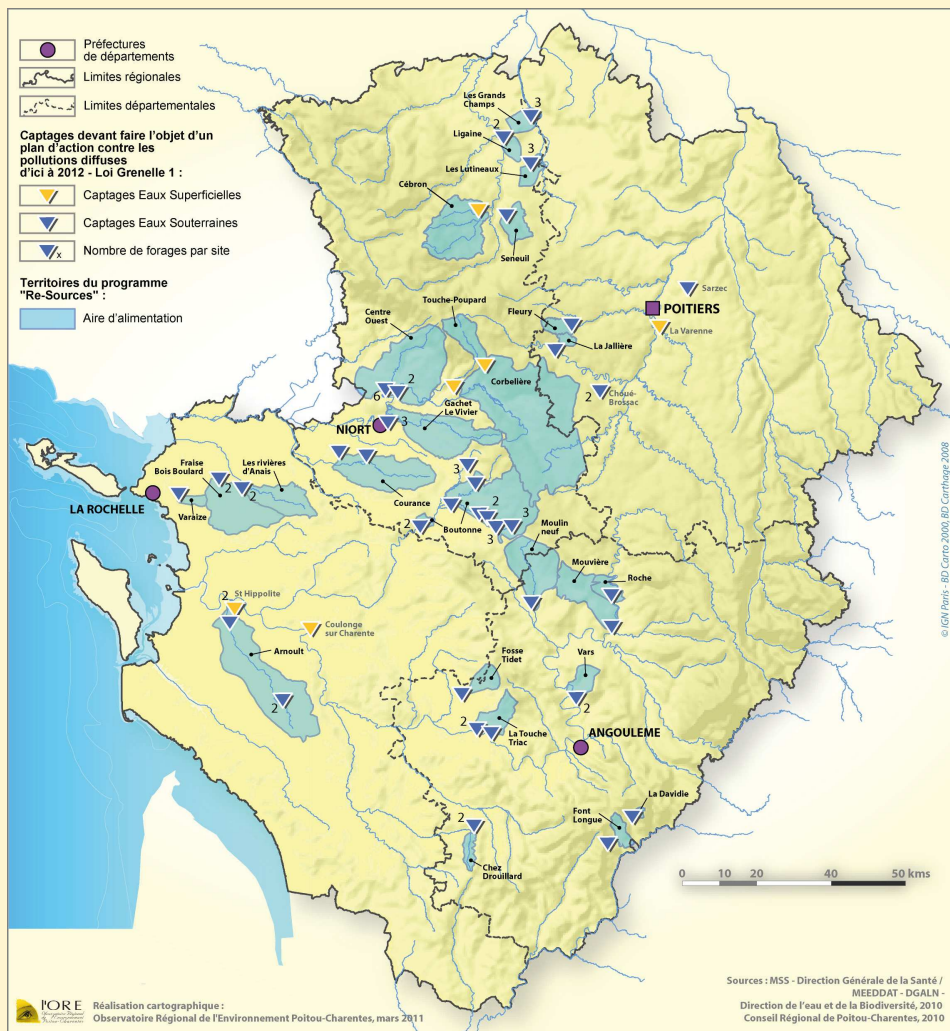 Préfectures
de départements
Limites régionales
Limites départementales
Captages devant faire l'objet d'un
plan d'action contre les
pollutions diffuses
d'ici à 2012 - Loi Grenelle 1 :
Captages Eaux Superficielles
Captages Eaux Souterraines
x
Nombre de forages par site
Territoires du programme
"Re-Sources" :
Aire d'alimentation
Les Grands
Champs
3
2
Ligaine
3
Les Lutineaux
Cébron
Seneuil
Sarzec
POITIERS
La Varenne
Touche-Poupard
Centre
Ouest
Fleury
La Jallière
Corbelière
2
6
Gachet
Le Vivier
2
Choué-
Brossac
NIORT
3
Fraise
Bois Boulard
Les rivières
d'Anais
2
2
LA ROCHELLE
Varaize
Courance
3
2
2
Boutonne
3
3
Moulin
neuf
Mouvière
Roche
2
St Hippolite
Coulonge
sur Charente
Arnoult
2
Fosse
Tidet
Vars
2
2
La Touche
Triac
ANGOULEME
La Davidie
Font
Longue
2
Chez
Drouillard
0
10
20
40
50 kms
© IGN Paris - BD Carto 2000, BD Carthage 2008
l'ORE
Réalisation cartographique :
Observatoire Régional de l'Environnement Poitou-Charentes, mars 2011
Sources : MSS - Direction Générale de la Santé /
MEEDDAT - DGALN -
Direction de l'eau et de la Biodiversité, 2010
Conseil Régional de Poitou-Charentes, 2010